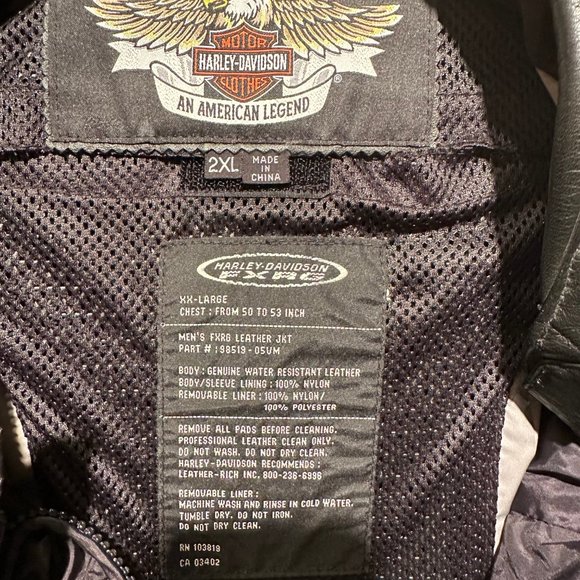 MOTOR
HARLEY-DAVIDSON
CLOTHES
®
AN AMERICAN LEGEND
2XL
MADE
IN
CHINA
HARLEY-DAVIDSON
FXRG
XX-LARGE
CHEST : FROM 50 TO 53 INCH
MEN'S FXRG LEATHER JKT
PART # : 98519-05VM
BODY : GENUINE WATER RESISTANT LEATHER
BODY/SLEEVE LINING : 100% NYLON
REMOVABLE LINER : 100% NYLON/
100% POLYESTER
REMOVE ALL PADS BEFORE CLEANING.
PROFESSIONAL LEATHER CLEAN ONLY.
DO NOT WASH. DO NOT DRY CLEAN.
HARLEY-DAVIDSON RECOMMENDS :
LEATHER-RICH INC. 800-236-6996
REMOVABLE LINER :
MACHINE WASH AND RINSE IN COLD WATER.
TUMBLE DRY. DO NOT IRON.
DO NOT DRY CLEAN.
RN 103819
CA 03402